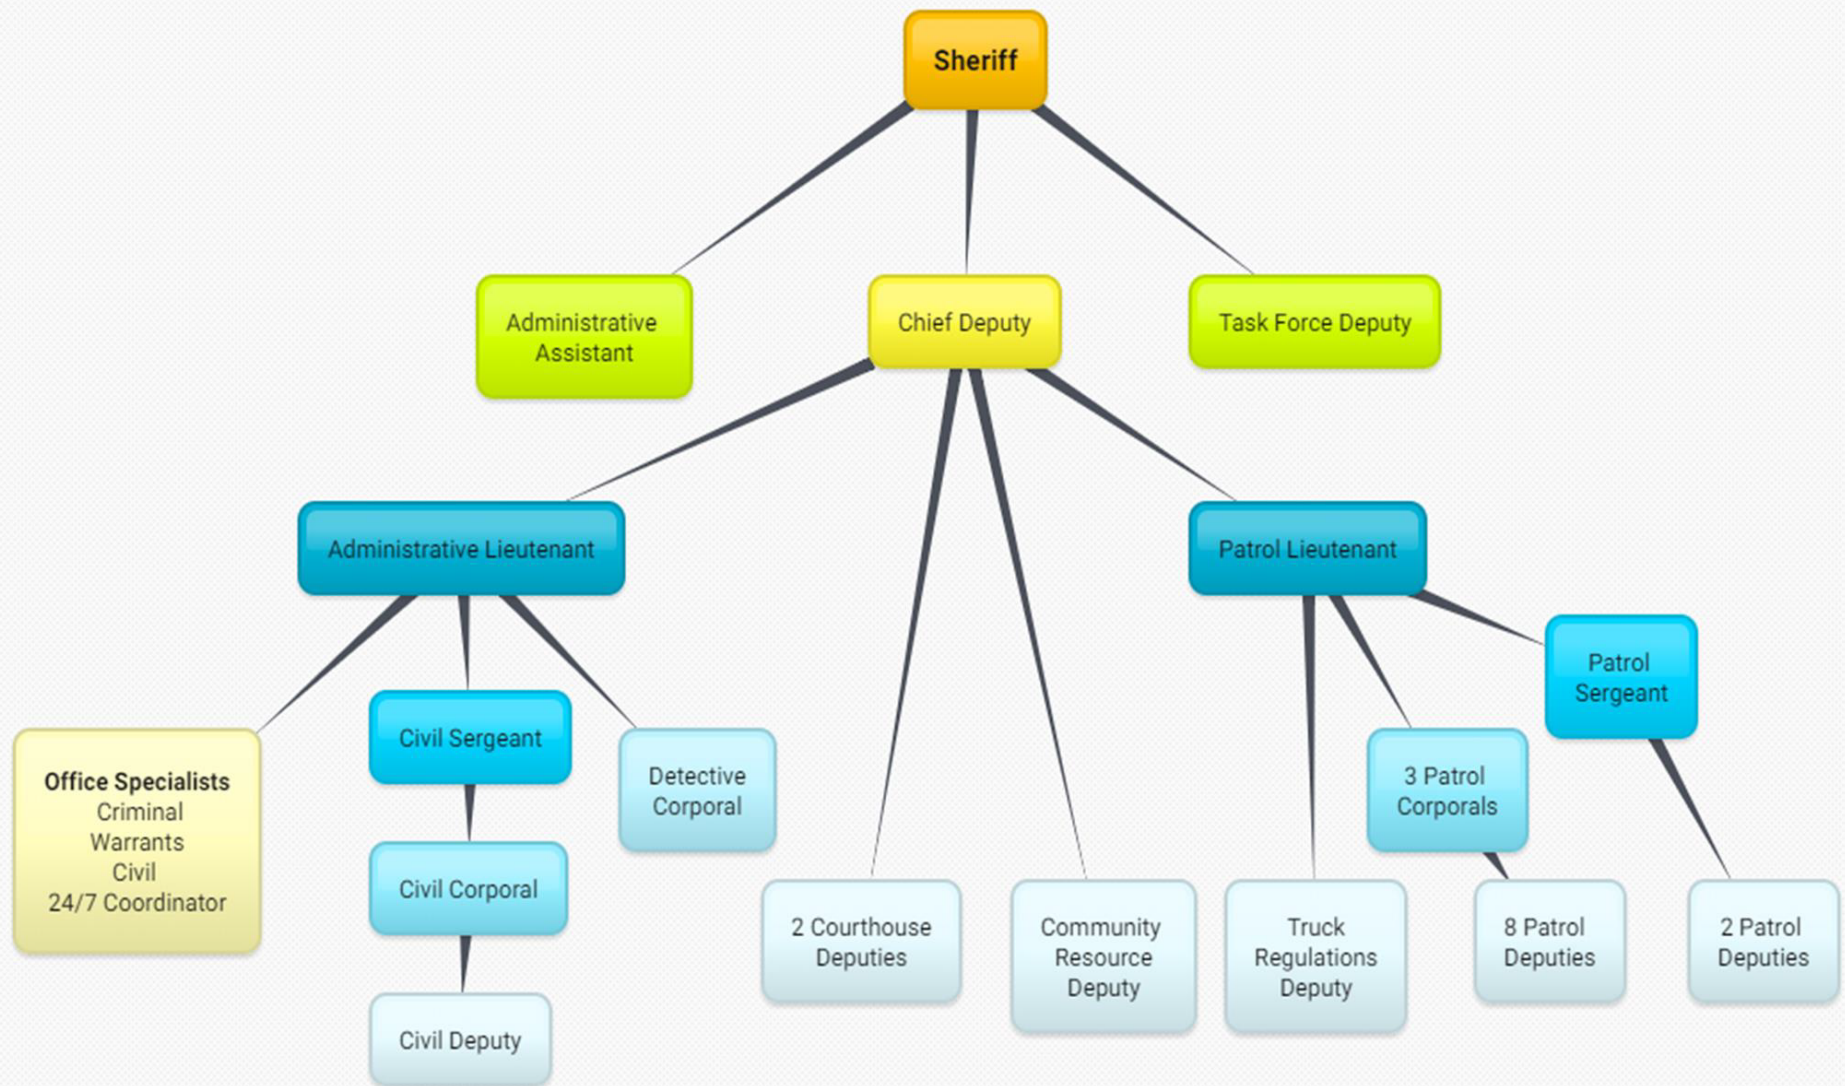 Sheriff
Administrative
Assistant
Chief Deputy
Task Force Deputy
Administrative Lieutenant
Patrol Lieutenant
Office Specialists
Criminal
Warrants
Civil
24/7 Coordinator
Civil Sergeant
Civil Corporal
Civil Deputy
Detective
Corporal
2 Courthouse
Deputies
Community
Resource
Deputy
Truck
Regulations
Deputy
3 Patrol
Corporals
8 Patrol
Deputies
Patrol
Sergeant
2 Patrol
Deputies